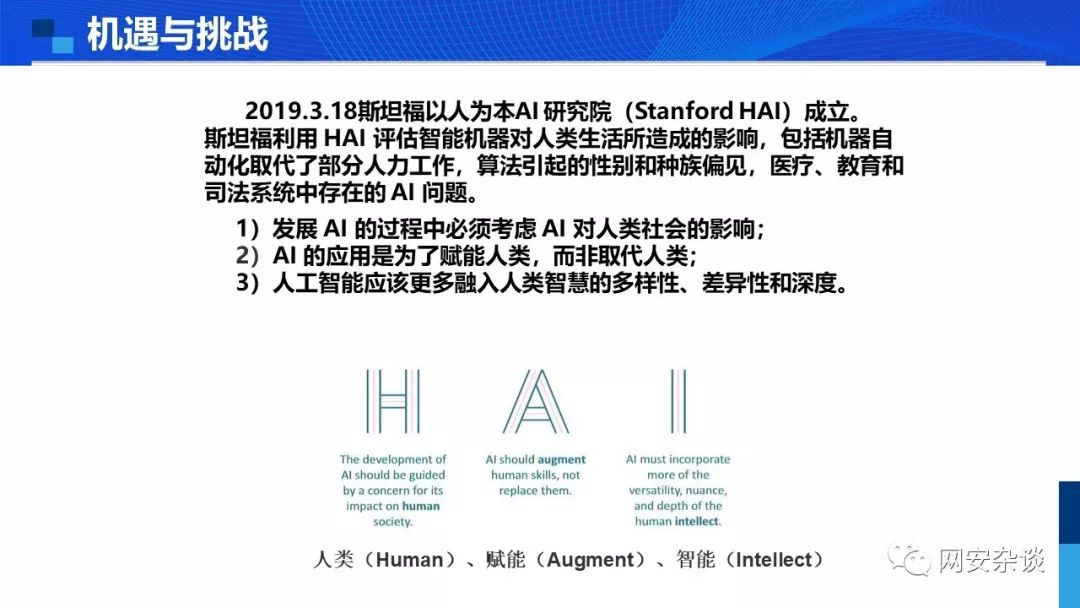 机遇与挑战
2019.3.18斯坦福以人为本AI 研究院（Stanford HAI）成立。
斯坦福利用 HAI 评估智能机器对人类生活所造成的影响，包括机器自
动化取代了部分人力工作，算法引起的性别和种族偏见，医疗、教育和
司法系统中存在的 AI 问题。
1）发展 AI 的过程中必须考虑 AI 对人类社会的影响；
2）AI 的应用是为了赋能人类，而非取代人类；
3）人工智能应该更多融入人类智慧的多样性、差异性和深度。
H A I
The development of
AI should be guided
by a concern for its
impact on human
society.
AI should augment
human skills, not
replace them.
AI must incorporate
more of the
versatility, nuance,
and depth of the
human intellect.
人类（Human）、赋能（Augment）、智能（Intellect）
网安杂谈